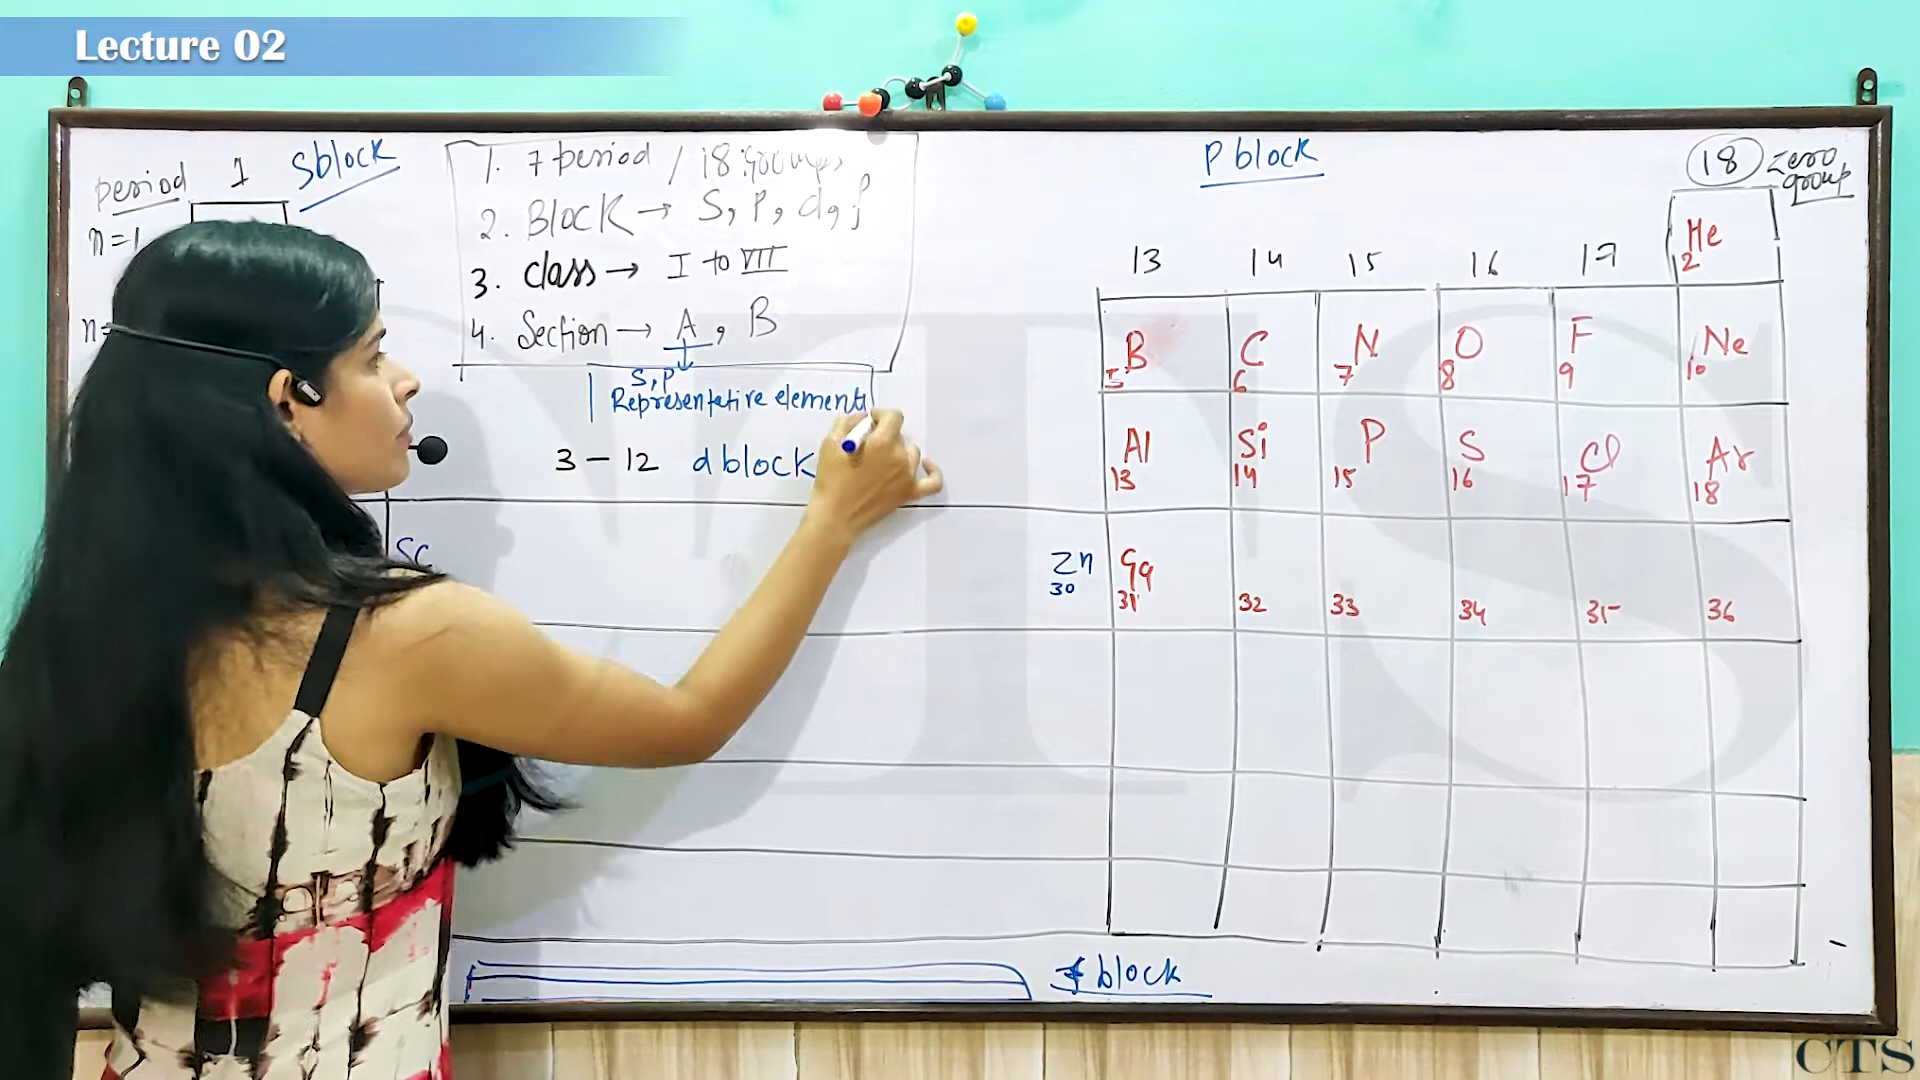 Lecture 02
period 1 S block
n=1
n=
1. 7 period / 18 groups
2. Block → S, P, d, f
3. class → I to VII
4. Section → A, B
S, P
Representative elements
3 – 12 d block
P block
18 zero group
13 14 15 16 17
He
2
B C N O F Ne
5 6 7 8 9 10
Al Si P S Cl Ar
13 14 15 16 17 18
Sc
Zn Ga
30 31 32 33 34 35 36
f block
CTS